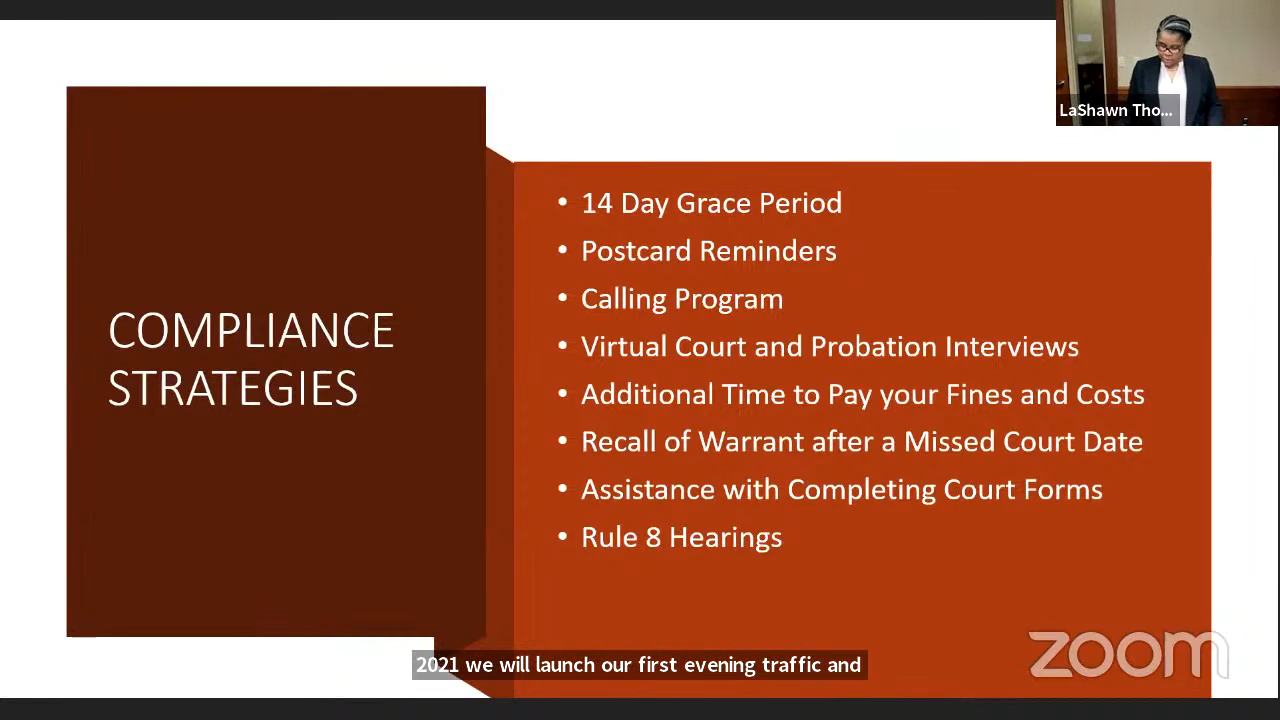 LaShawn Tho...
COMPLIANCE
STRATEGIES
• 14 Day Grace Period
• Postcard Reminders
• Calling Program
• Virtual Court and Probation Interviews
• Additional Time to Pay your Fines and Costs
• Recall of Warrant after a Missed Court Date
• Assistance with Completing Court Forms
• Rule 8 Hearings
2021 we will launch our first evening traffic and
zoom